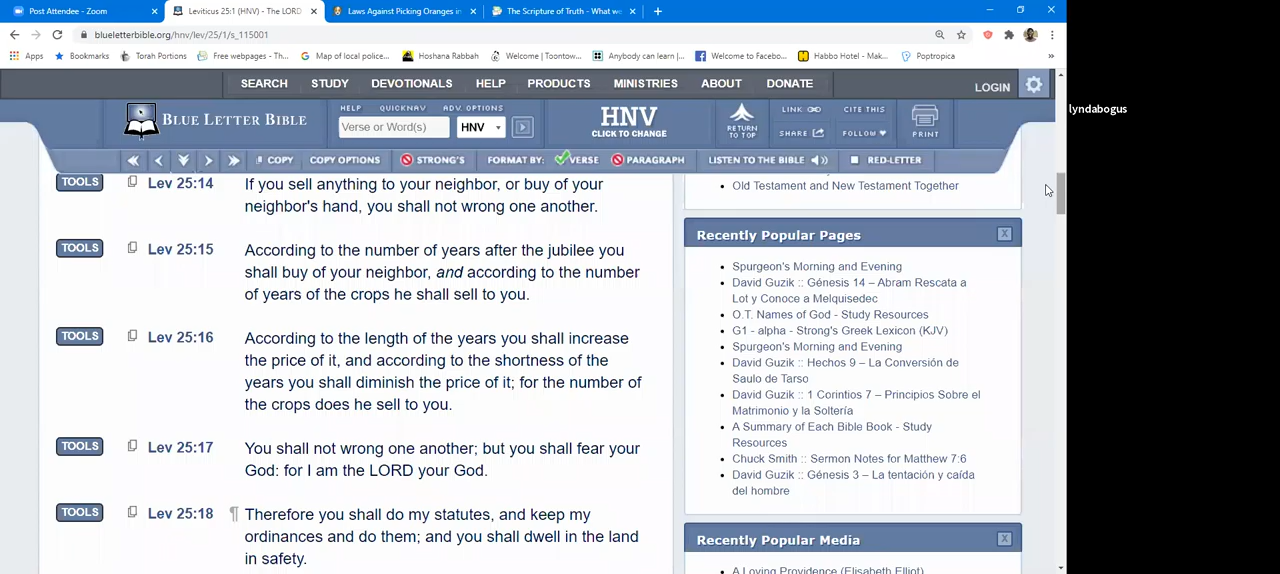 Post Attendee - Zoom
Leviticus 25:1 (HNV) - The LORD
Laws Against Picking Oranges in
The Scripture of Truth - What we
blueletterbible.org/hnv/lev/25/1/s_115001
Apps
Bookmarks
Torah Portions
Free webpages - Th...
Map of local police...
Hoshana Rabbah
Welcome | Toontow...
Anybody can learn |...
Welcome to Facebo...
Habbo Hotel - Mak...
Poptropica
»
SEARCH
STUDY
DEVOTIONALS
HELP
PRODUCTS
MINISTRIES
ABOUT
DONATE
LOGIN
BLUE LETTER BIBLE
HELP QUICKNAV ADV. OPTIONS
Verse or Word(s)
HNV
HNV
CLICK TO CHANGE
RETURN
TO TOP
LINK
CITE THIS
SHARE
FOLLOW
PRINT
COPY
COPY OPTIONS
STRONG'S
FORMAT BY:
VERSE
PARAGRAPH
LISTEN TO THE BIBLE
RED-LETTER
TOOLS
Lev 25:14
If you sell anything to your neighbor, or buy of your
neighbor's hand, you shall not wrong one another.
TOOLS
Lev 25:15
According to the number of years after the jubilee you
shall buy of your neighbor, and according to the number
of years of the crops he shall sell to you.
TOOLS
Lev 25:16
According to the length of the years you shall increase
the price of it, and according to the shortness of the
years you shall diminish the price of it; for the number of
the crops does he sell to you.
TOOLS
Lev 25:17
You shall not wrong one another; but you shall fear your
God: for I am the LORD your God.
TOOLS
Lev 25:18
¶ Therefore you shall do my statutes, and keep my
ordinances and do them; and you shall dwell in the land
in safety.
Old Testament and New Testament Together
Recently Popular Pages
X
Spurgeon's Morning and Evening
David Guzik :: Génesis 14 – Abram Rescata a
Lot y Conoce a Melquisedec
O.T. Names of God - Study Resources
G1 - alpha - Strong's Greek Lexicon (KJV)
Spurgeon's Morning and Evening
David Guzik :: Hechos 9 – La Conversión de
Saulo de Tarso
David Guzik :: 1 Corintios 7 – Principios Sobre el
Matrimonio y la Soltería
A Summary of Each Bible Book - Study
Resources
Chuck Smith :: Sermon Notes for Matthew 7:6
David Guzik :: Génesis 3 – La tentación y caída
del hombre
Recently Popular Media
X
A Loving Providence (Elisabeth Elliot)
lyndabogus